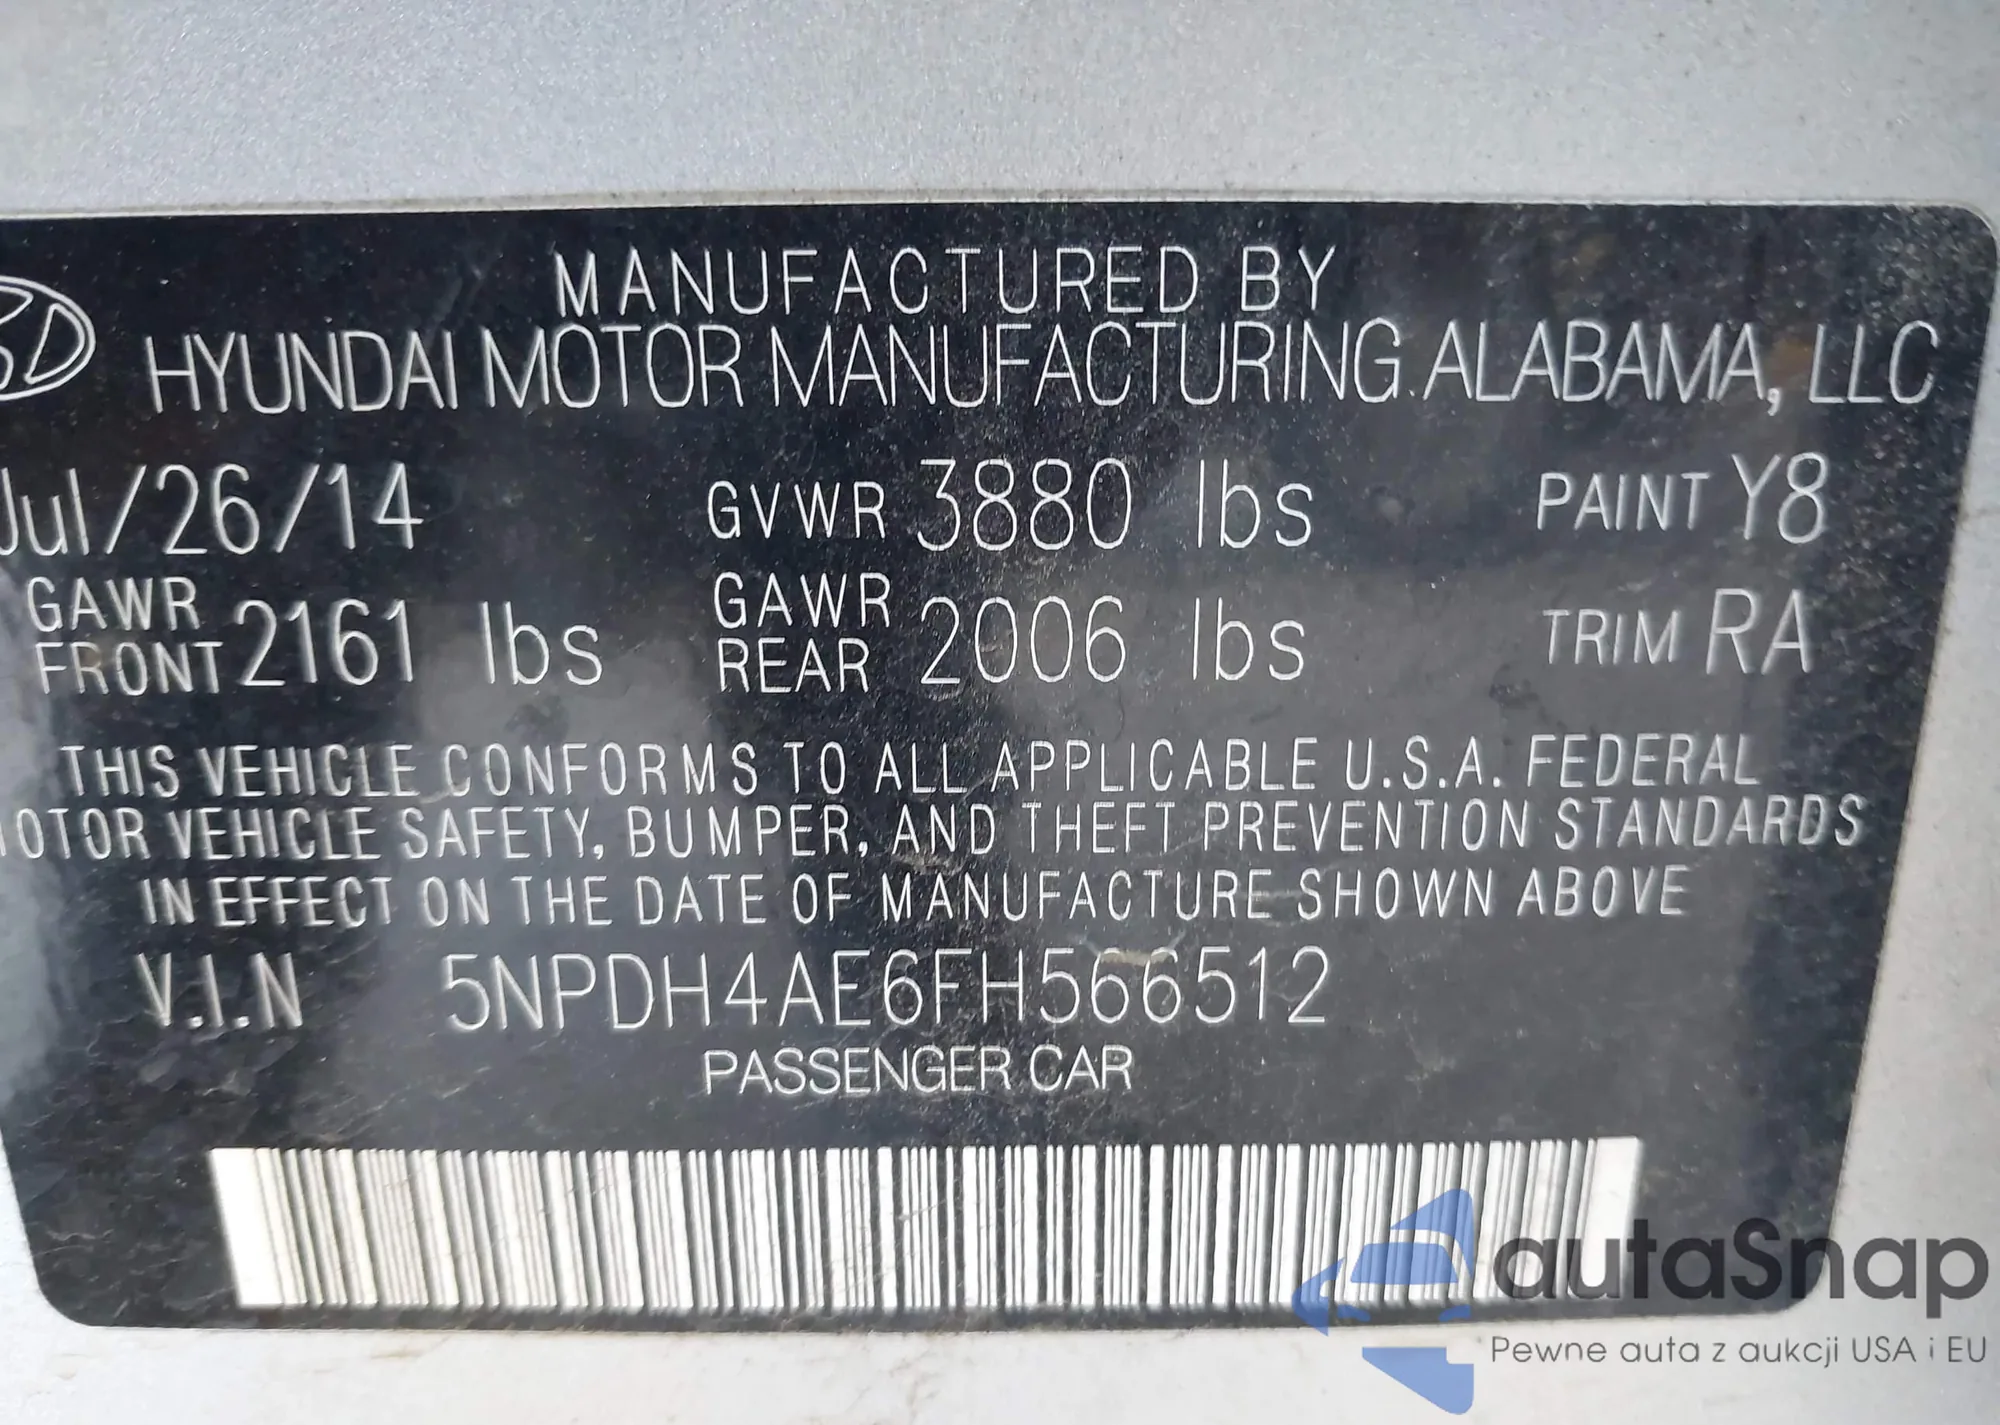 MANUFACTURED BY
HYUNDAI MOTOR MANUFACTURING ALABAMA, LLC
Jul/26/14 GVWR 3880 lbs PAINT Y8
GAWR FRONT 2161 lbs GAWR REAR 2006 lbs TRIM RA
THIS VEHICLE CONFORMS TO ALL APPLICABLE U.S.A. FEDERAL
OTOR VEHICLE SAFETY, BUMPER, AND THEFT PREVENTION STANDARDS
IN EFFECT ON THE DATE OF MANUFACTURE SHOWN ABOVE
V.I.N 5NPDH4AE6FH566512
PASSENGER CAR
autaSnap
Pewne auta z aukcji USA i EU